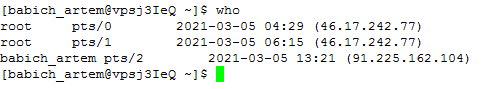 [babich_artem@vpsj3IeQ ~]$ who
root     pts/0        2021-03-05 04:29 (46.17.242.77)
root     pts/1        2021-03-05 06:15 (46.17.242.77)
babich_artem pts/2        2021-03-05 13:21 (91.225.162.104)
[babich_artem@vpsj3IeQ ~]$